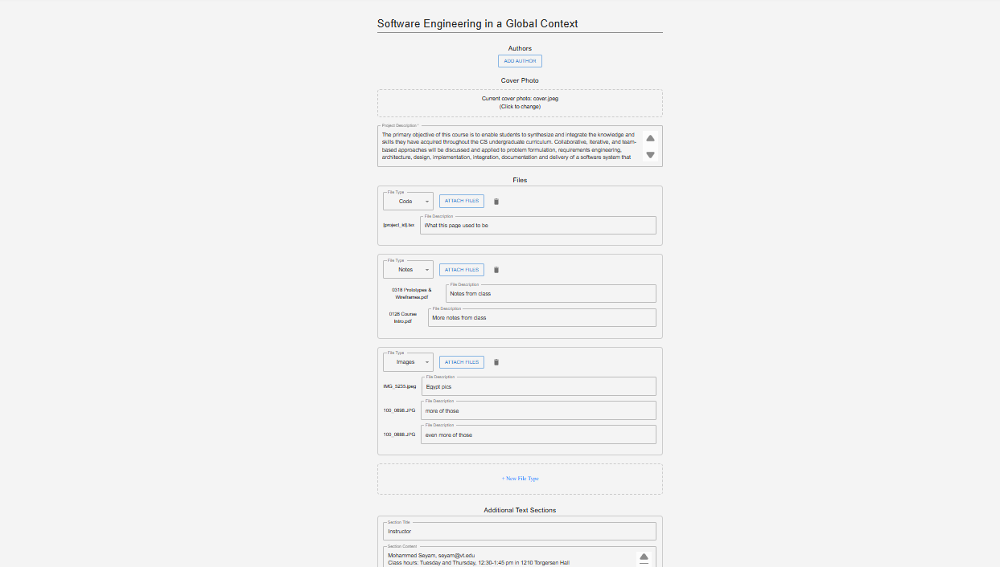 Software Engineering in a Global Context
Authors
ADD AUTHOR
Cover Photo
Current cover photo: cover.jpeg
(Click to change)
Project Description *
The primary objective of this course is to enable students to synthesize and integrate the knowledge and
skills they have acquired throughout the CS undergraduate curriculum. Collaborative, iterative, and team-
based approaches will be discussed and applied to problem formulation, requirements engineering,
architecture, design, implementation, integration, documentation and delivery of a software system that
Files
File Type
Code
ATTACH FILES
[project_id].tsx
File Description
What this page used to be
File Type
Notes
ATTACH FILES
0318 Prototypes &
Wireframes.pdf
File Description
Notes from class
0128 Course
Intro.pdf
File Description
More notes from class
File Type
Images
ATTACH FILES
IMG_5235.jpeg
File Description
Egypt pics
100_0698.JPG
File Description
more of those
100_0688.JPG
File Description
even more of those
+ New File Type
Additional Text Sections
Section Title
Instructor
Section Content
Mohammed Seyam, seyam@vt.edu
Class hours: Tuesday and Thursday, 12:30-1:45 pm in 1210 Torgersen Hall